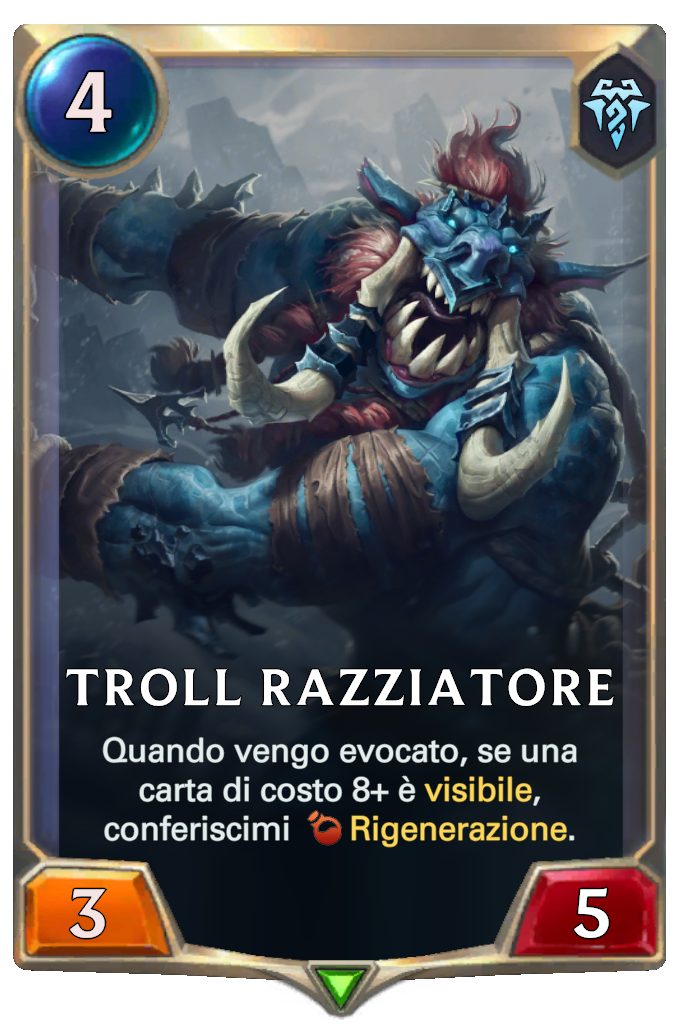 4
TROLL RAZZIATORE
Quando vengo evocato, se una
carta di costo 8+ è visibile,
conferiscimi Rigenerazione.
3
5